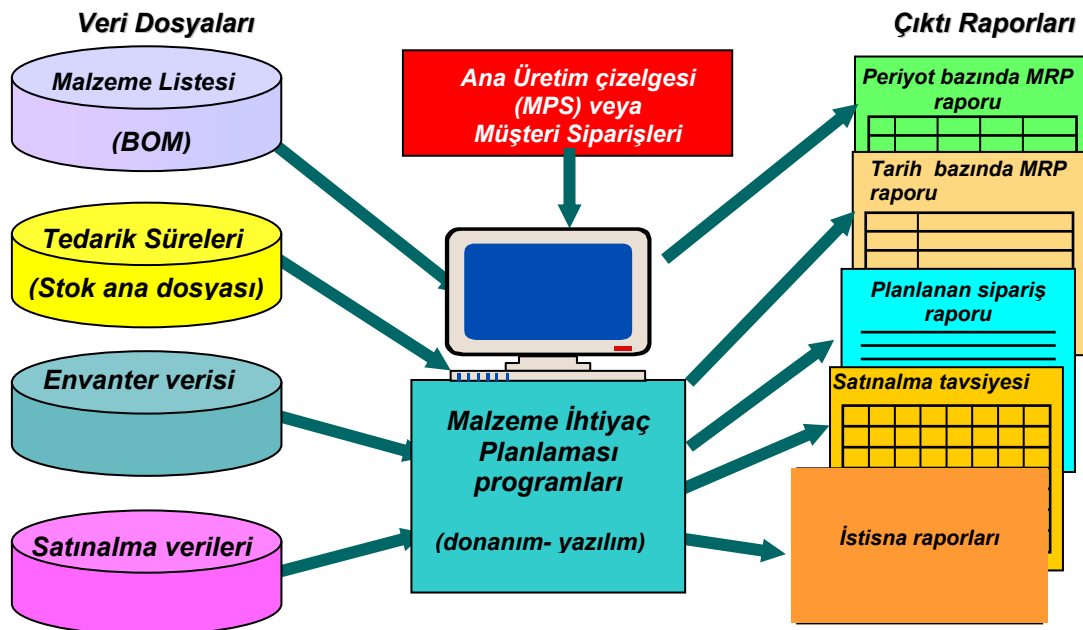 Veri Dosyaları
Malzeme Listesi
(BOM)
Tedarik Süreleri
(Stok ana dosyası)
Envanter verisi
Satınalma verileri
Ana Üretim çizelgesi
(MPS) veya
Müşteri Siparişleri
Malzeme İhtiyaç
Planlaması
programları
(donanım- yazılım)
Çıktı Raporları
Periyot bazında MRP
raporu
Tarih bazında MRP
raporu
Planlanan sipariş
raporu
Satınalma tavsiyesi
İstisna raporları